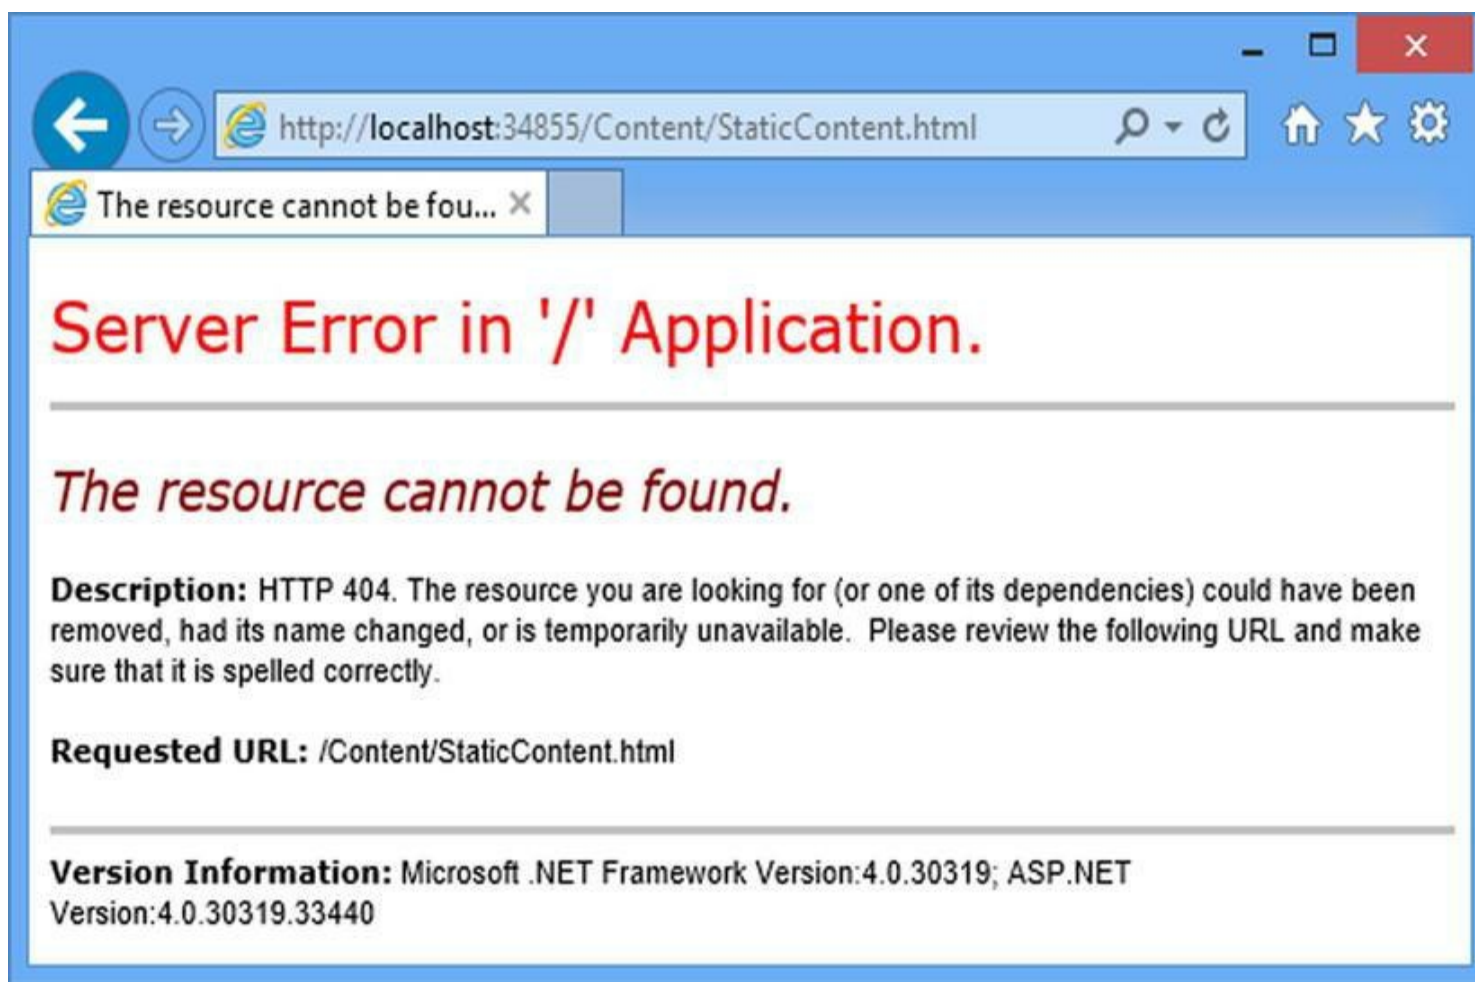 http://localhost:34855/Content/StaticContent.html
The resource cannot be fou...
Server Error in '/' Application.
The resource cannot be found.
Description: HTTP 404. The resource you are looking for (or one of its dependencies) could have been
removed, had its name changed, or is temporarily unavailable.  Please review the following URL and make
sure that it is spelled correctly.
Requested URL: /Content/StaticContent.html
Version Information: Microsoft .NET Framework Version:4.0.30319; ASP.NET
Version:4.0.30319.33440